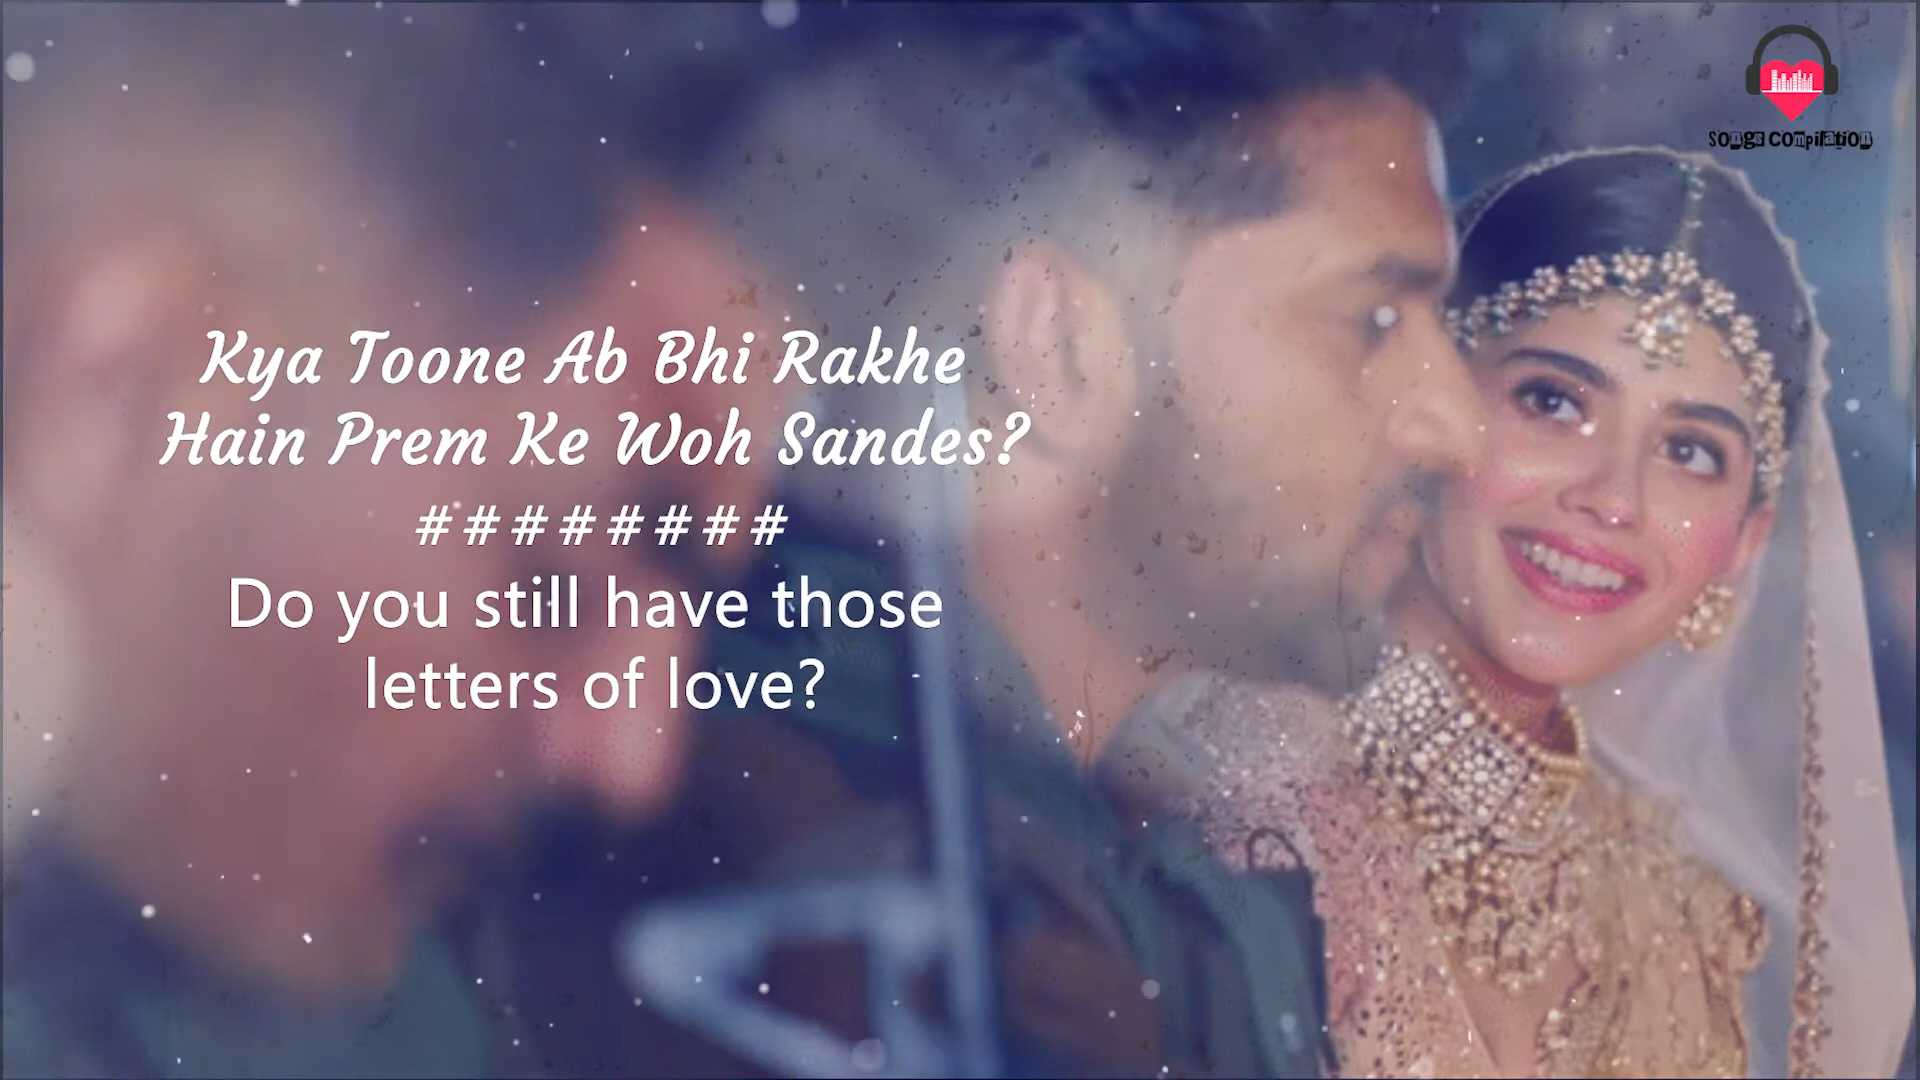 Songs Compilation
Kya Toone Ab Bhi Rakhe
Hain Prem Ke Woh Sandes?
########
Do you still have those
letters of love?